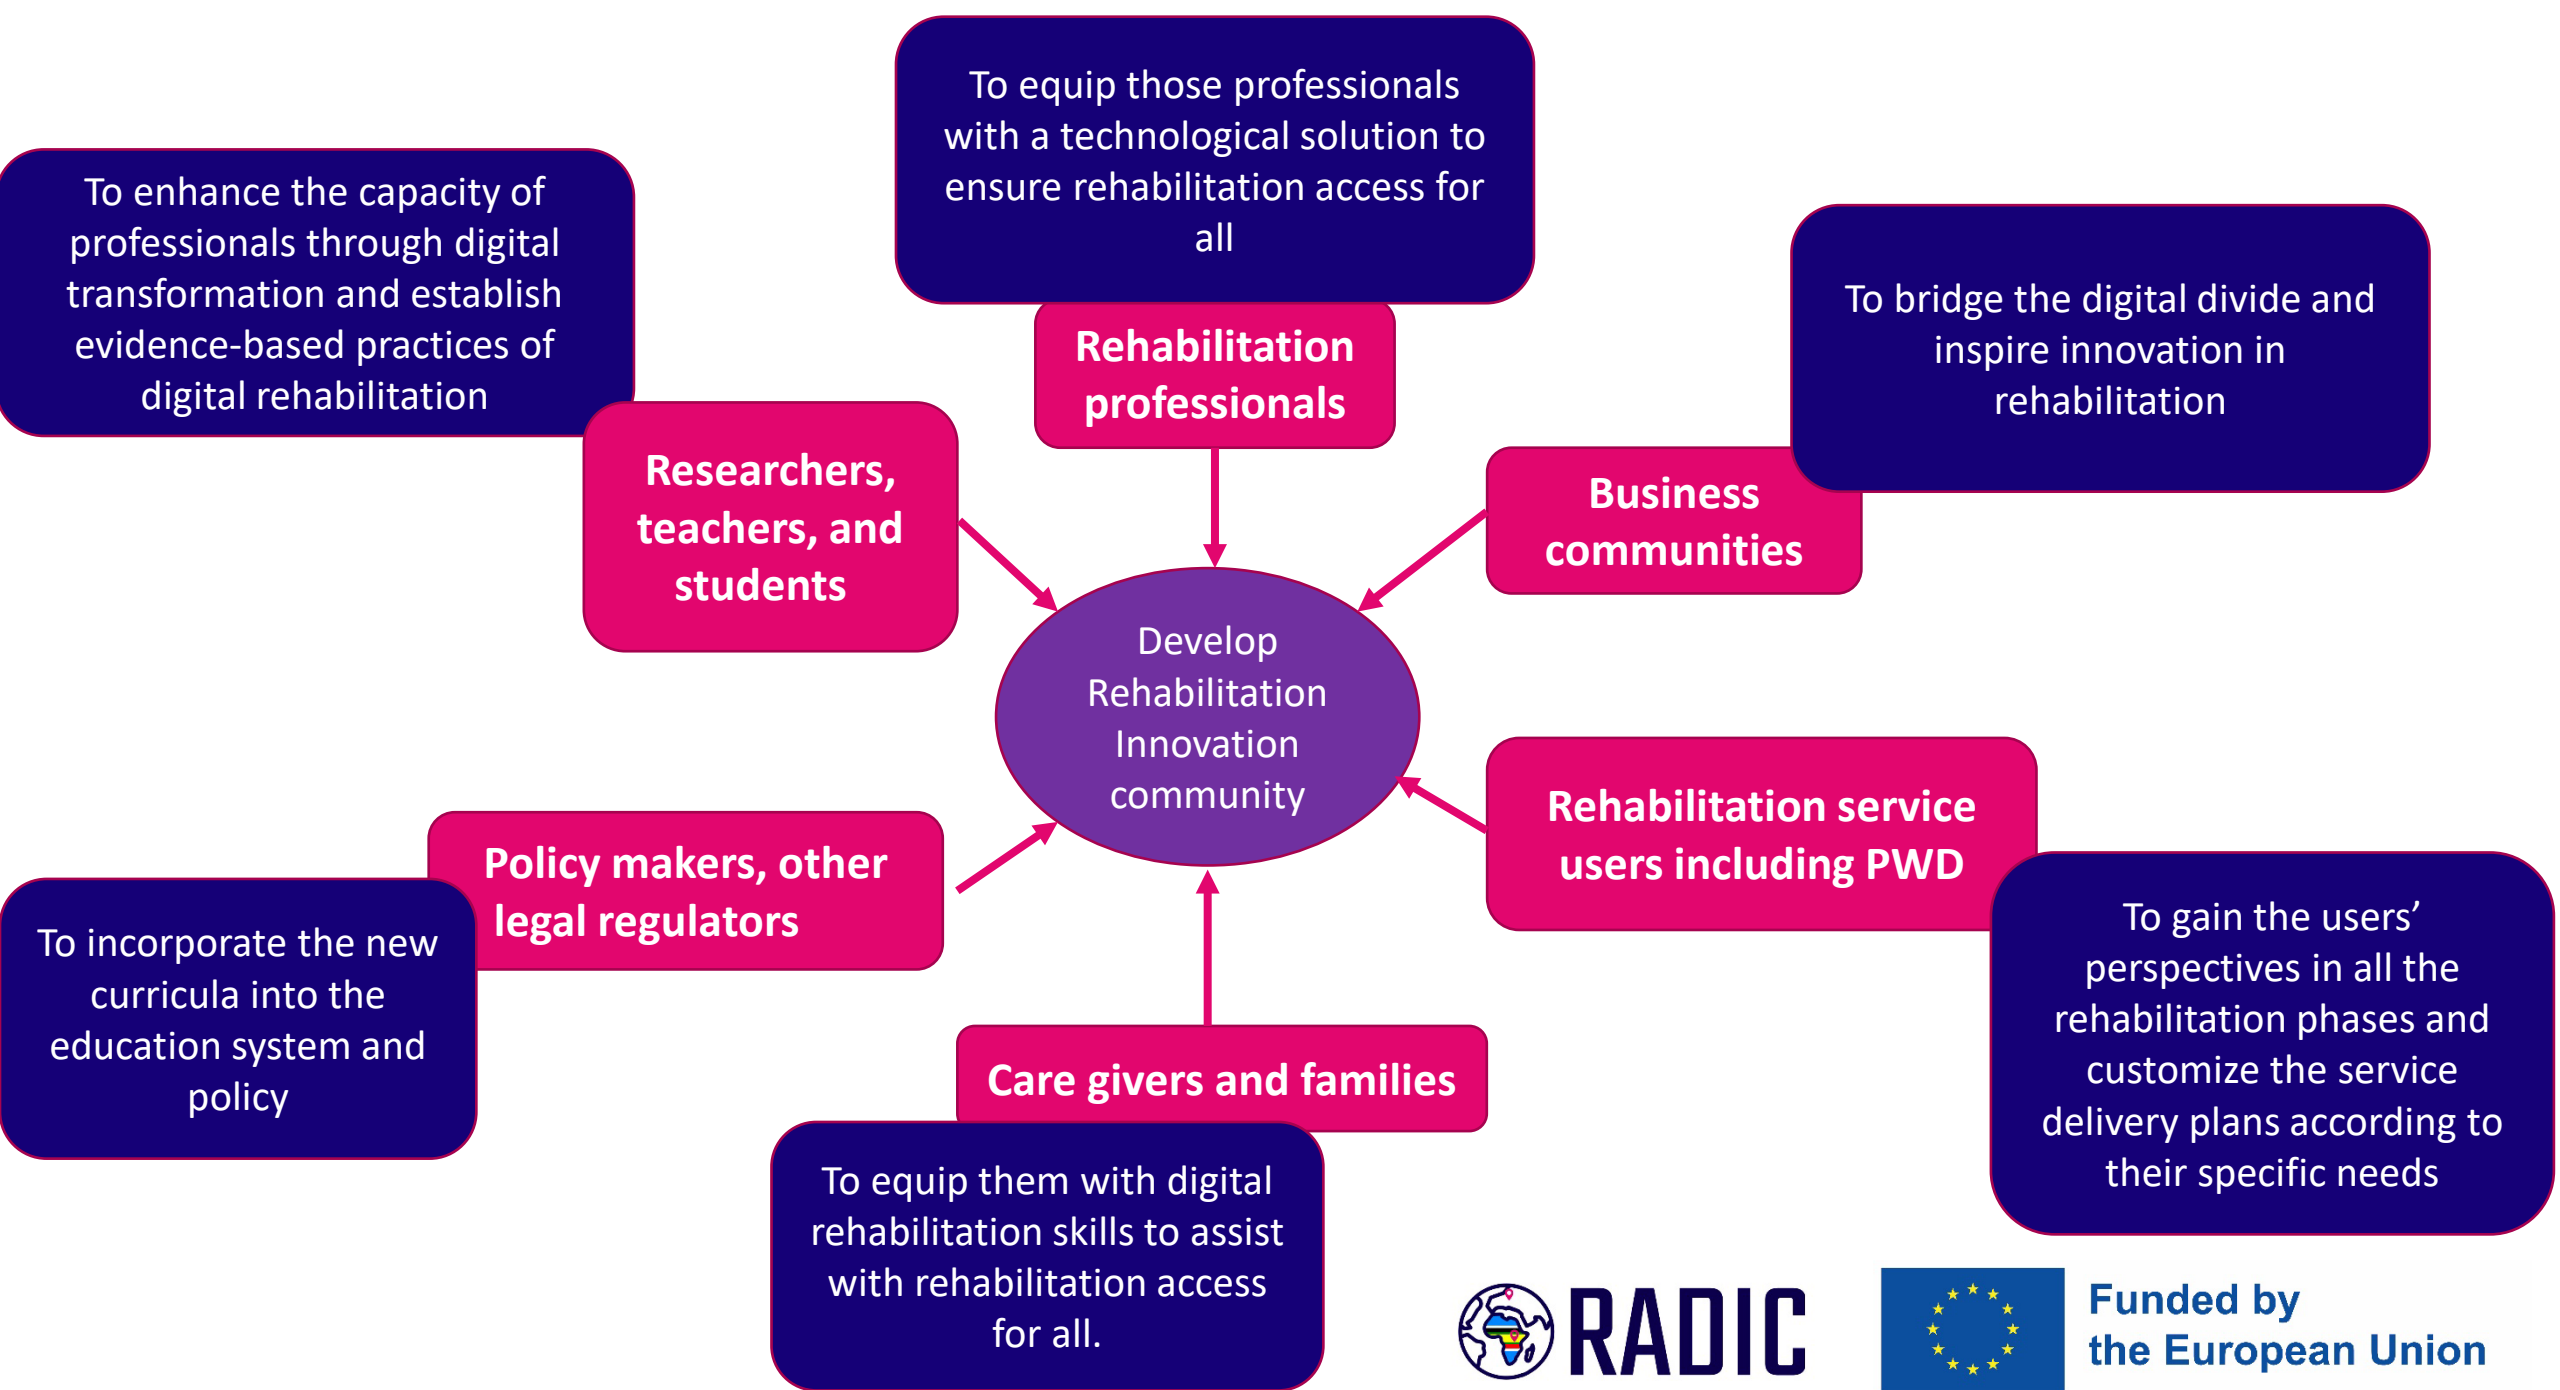 To equip those professionals
with a technological solution to
ensure rehabilitation access for
all
Rehabilitation
professionals
To enhance the capacity of
professionals through digital
transformation and establish
evidence-based practices of
digital rehabilitation
Researchers,
teachers, and
students
To bridge the digital divide and
inspire innovation in
rehabilitation
Business
communities
Develop
Rehabilitation
Innovation
community
Policy makers, other
legal regulators
To incorporate the new
curricula into the
education system and
policy
Rehabilitation service
users including PWD
To gain the users’
perspectives in all the
rehabilitation phases and
customize the service
delivery plans according to
their specific needs
Care givers and families
To equip them with digital
rehabilitation skills to assist
with rehabilitation access
for all.
RADIC
Funded by
the European Union